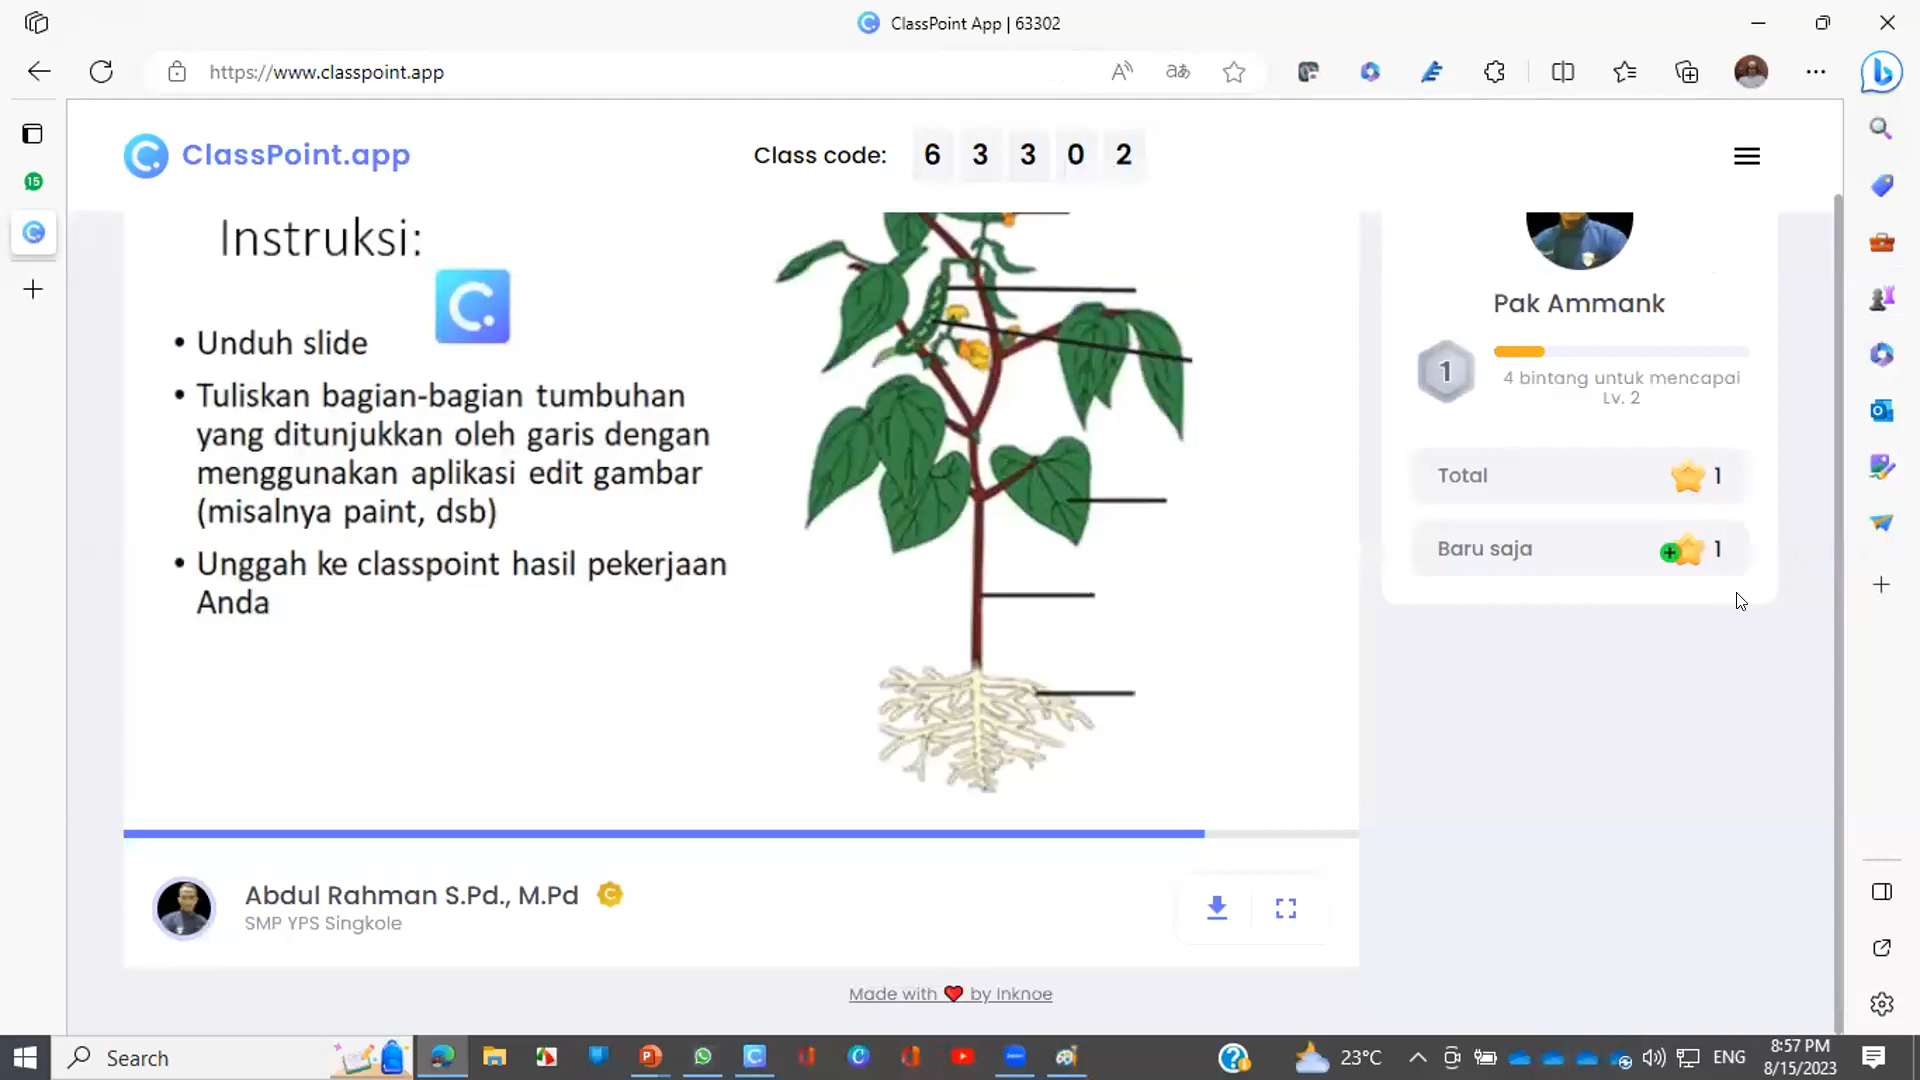 ClassPoint App | 63302
https://www.classpoint.app
15
ClassPoint.app
Class code: 6 3 3 0 2
Instruksi:
• Unduh slide
• Tuliskan bagian-bagian tumbuhan
yang ditunjukkan oleh garis dengan
menggunakan aplikasi edit gambar
(misalnya paint, dsb)
• Unggah ke classpoint hasil pekerjaan
Anda
Pak Ammank
1
4 bintang untuk mencapai
Lv. 2
Total 1
Baru saja 1
Abdul Rahman S.Pd., M.Pd
SMP YPS Singkole
Made with ❤ by Inknoe
Search
23°C
ENG
8:57 PM
8/15/2023